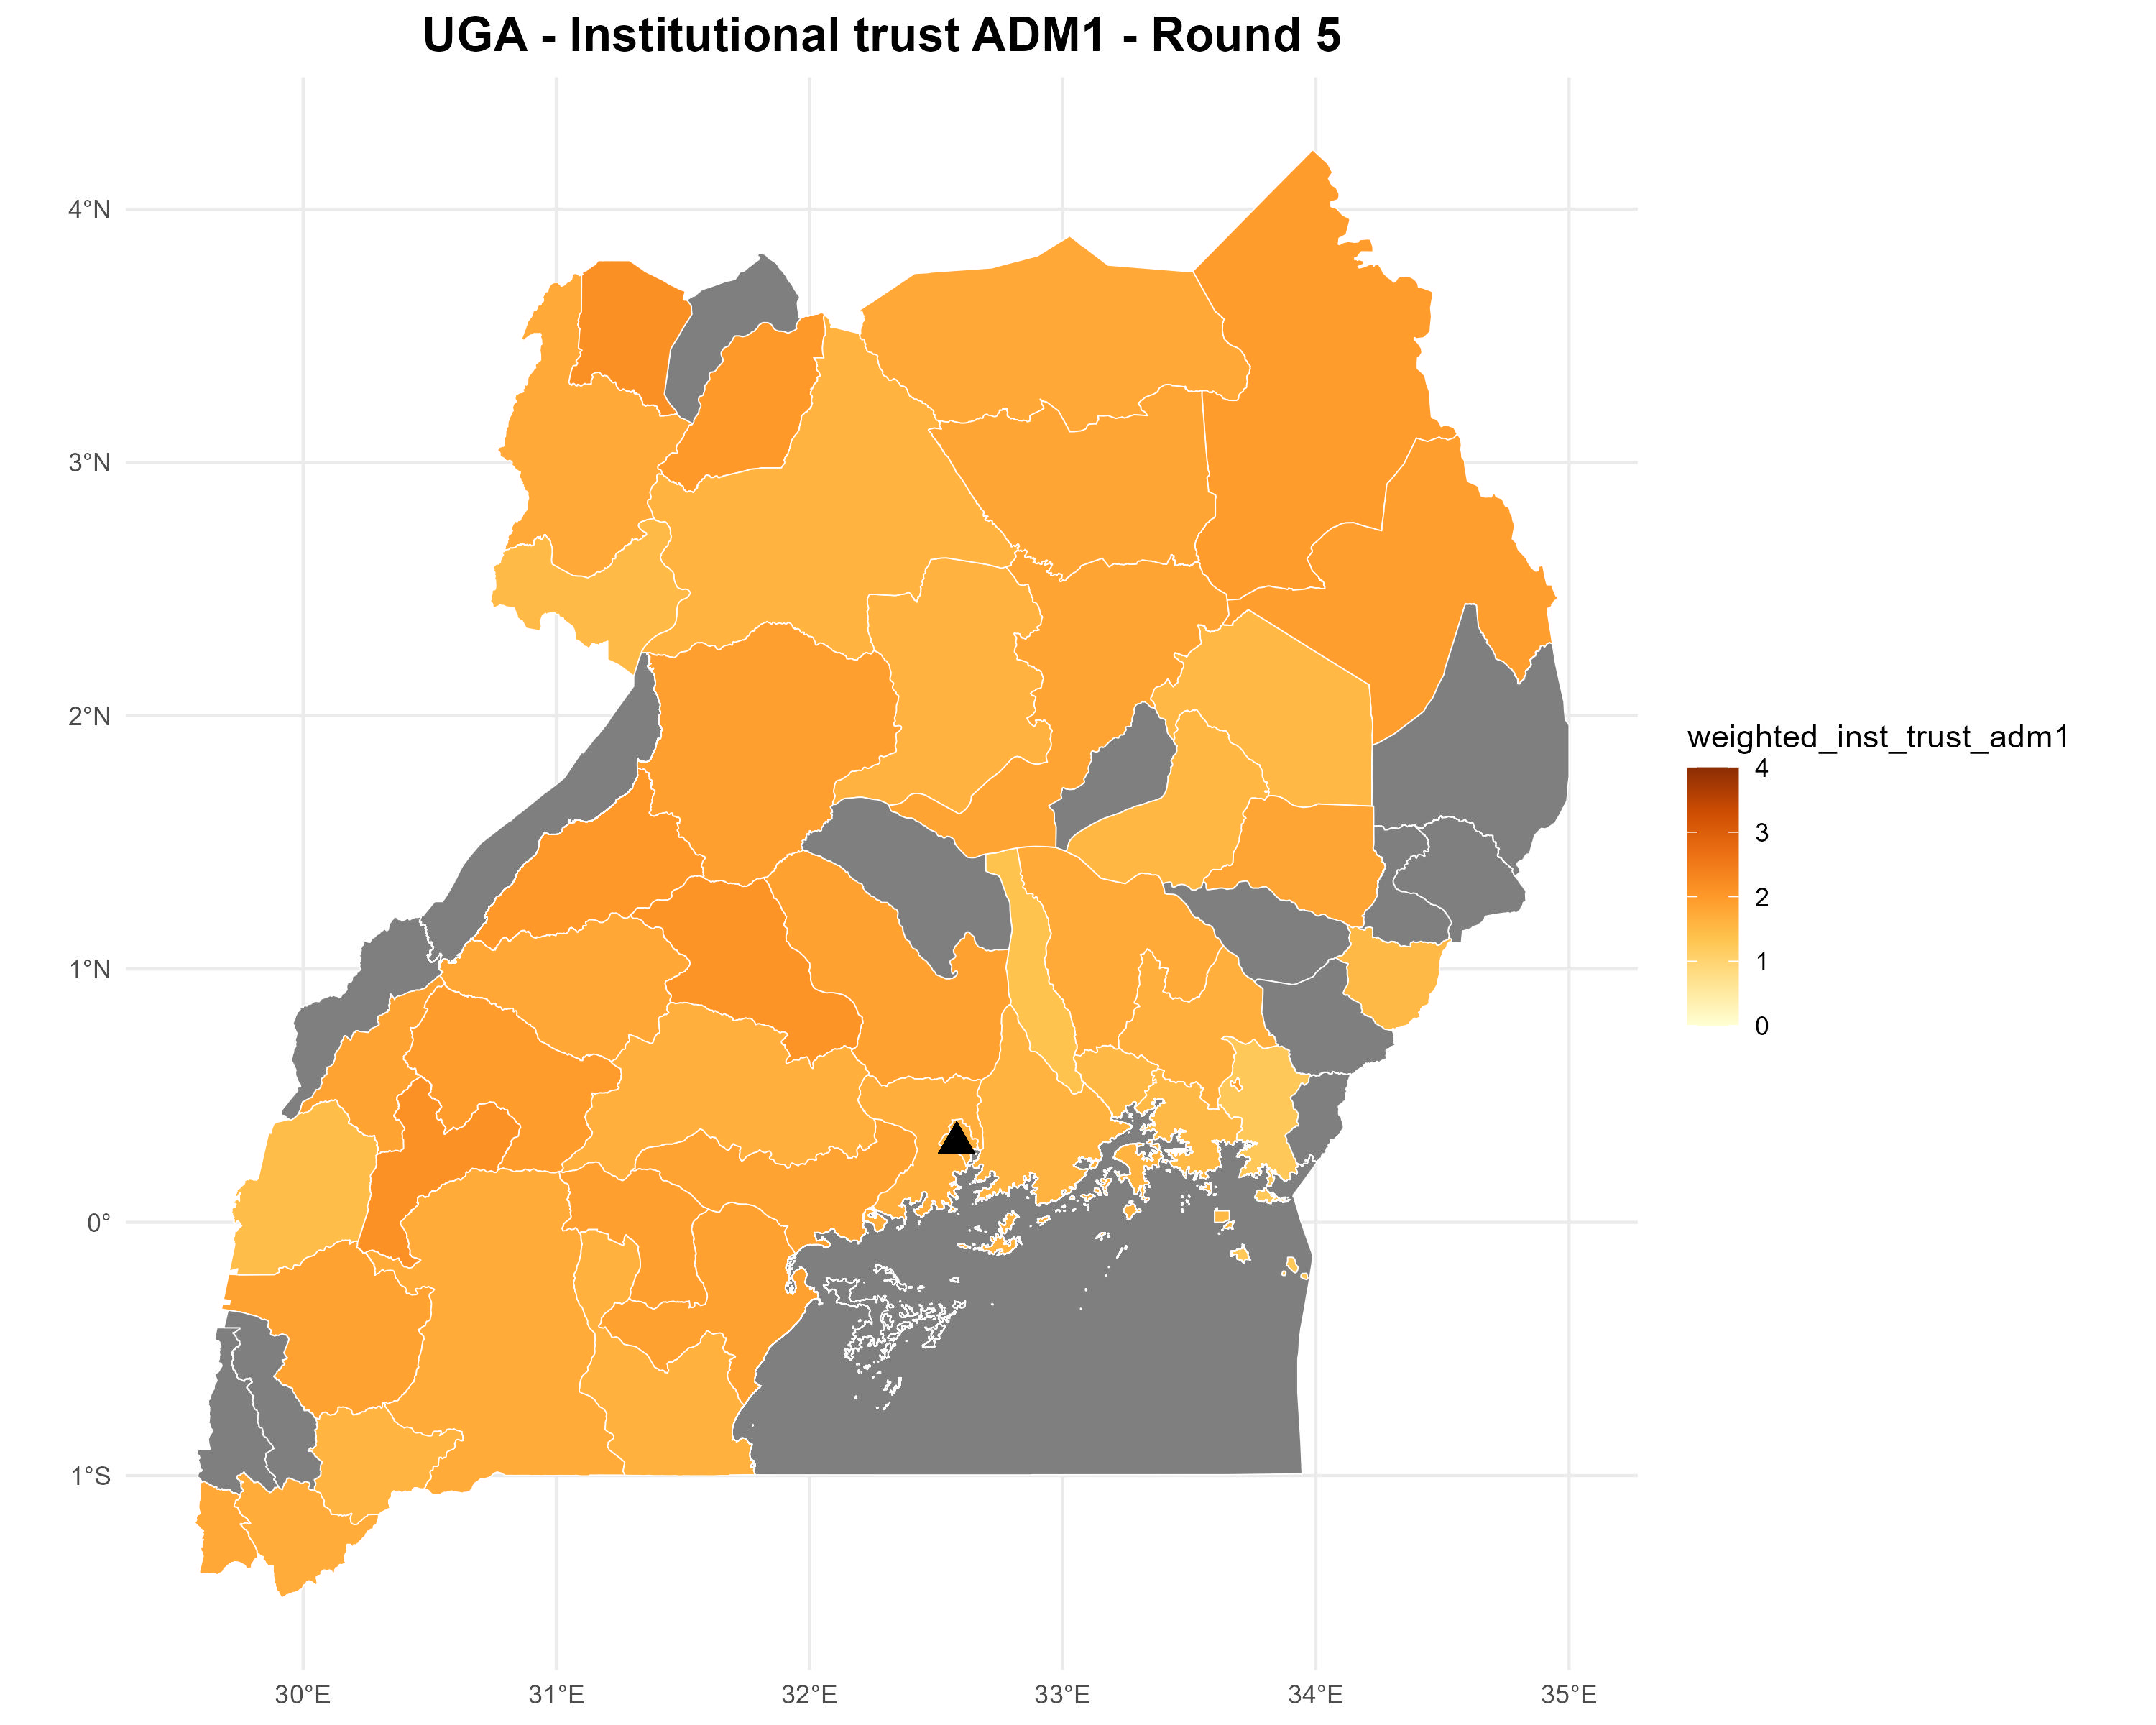 UGA - Institutional trust ADM1 - Round 5
4°N
3°N
2°N
1°N
0°
1°S
30°E
31°E
32°E
33°E
34°E
35°E
weighted_inst_trust_adm1
4
3
2
1
0